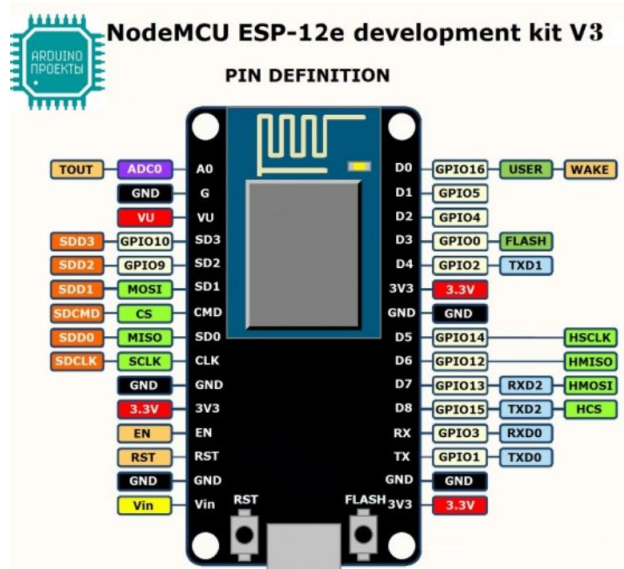 ARDUINO
ПРОЕКТЫ
NodeMCU ESP-12e development kit V3
PIN DEFINITION
TOUT ADC0 A0 D0 GPIO16 USER WAKE
GND G D1 GPIO5
VU VU D2 GPIO4
SDD3 GPIO10 SD3 D3 GPIO0 FLASH
SDD2 GPIO9 SD2 D4 GPIO2 TXD1
SDD1 MOSI SD1 3V3 3.3V
SDCMD CS CMD GND GND
SDD0 MISO SD0 D5 GPIO14 HSCLK
SDCLK SCLK CLK D6 GPIO12 HMISO
GND GND D7 GPIO13 RXD2 HMOSI
3.3V 3V3 D8 GPIO15 TXD2 HCS
EN EN RX GPIO3 RXD0
RST RST TX GPIO1 TXD0
GND GND GND GND
Vin Vin RST FLASH 3V3 3.3V